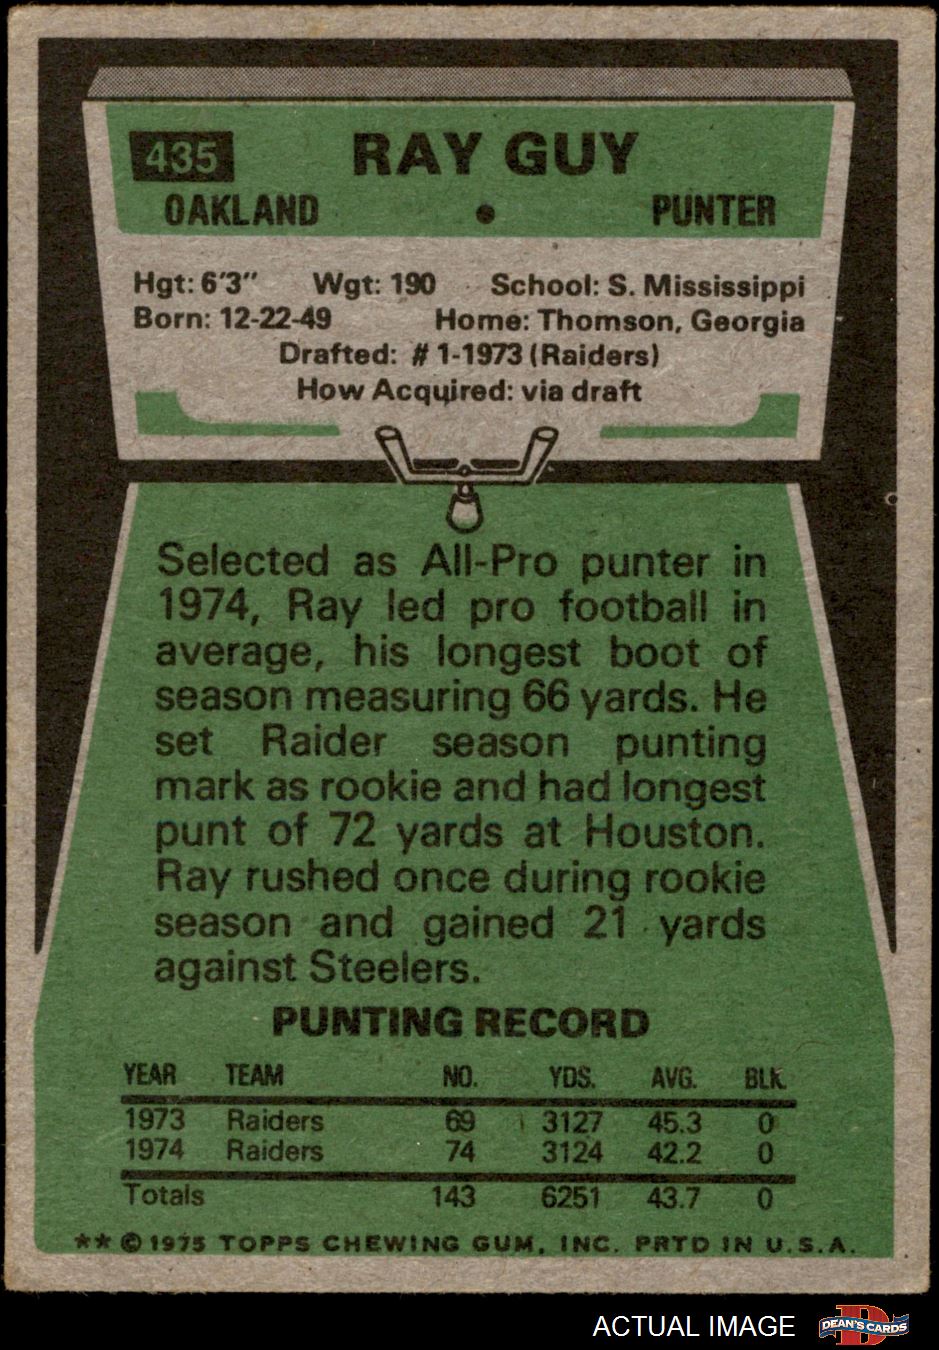 435 RAY GUY
OAKLAND • PUNTER
Hgt: 6'3" Wgt: 190 School: S. Mississippi
Born: 12-22-49 Home: Thomson, Georgia
Drafted: # 1-1973 (Raiders)
How Acquired: via draft
Selected as All-Pro punter in
1974, Ray led pro football in
average, his longest boot of
season measuring 66 yards. He
set Raider season punting
mark as rookie and had longest
punt of 72 yards at Houston.
Ray rushed once during rookie
season and gained 21 yards
against Steelers.
PUNTING RECORD
YEAR TEAM NO. YDS. AVG. BLK.
1973 Raiders 69 3127 45.3 0
1974 Raiders 74 3124 42.2 0
Totals 143 6251 43.7 0
** © 1975 TOPPS CHEWING GUM, INC. PRTD IN U.S.A.
ACTUAL IMAGE D DEAN'S CARDS